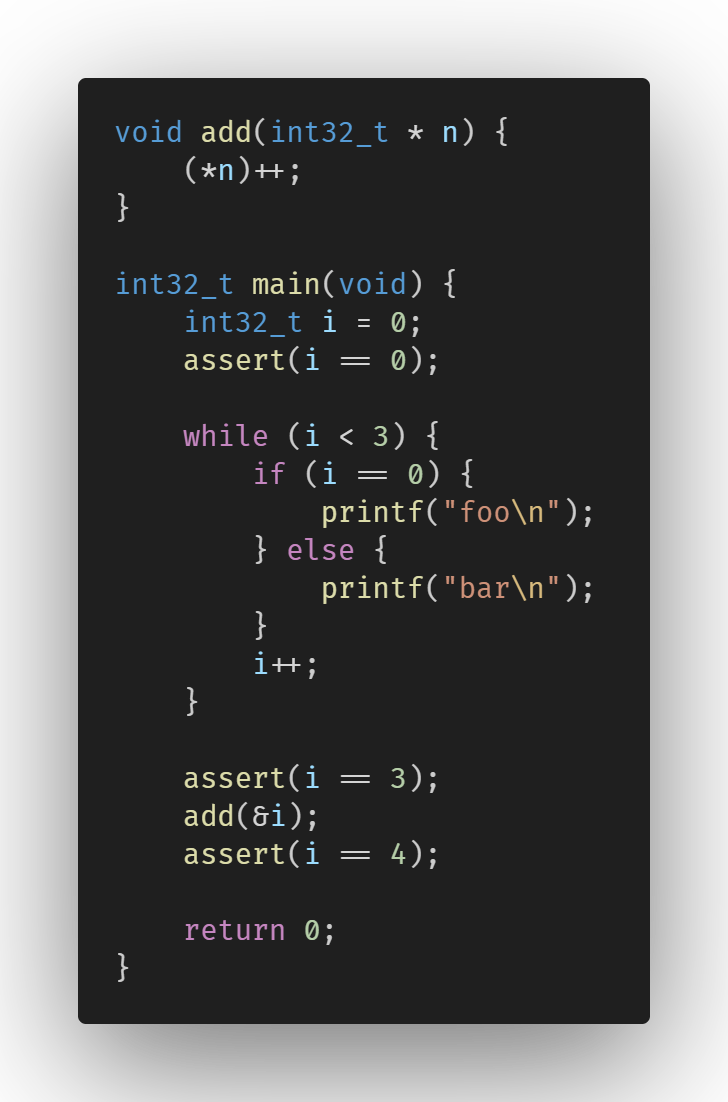 void add(int32_t * n) {
    (*n)++;
}

int32_t main(void) {
    int32_t i = 0;
    assert(i == 0);

    while (i < 3) {
        if (i == 0) {
            printf("foo\n");
        } else {
            printf("bar\n");
        }
        i++;
    }

    assert(i == 3);
    add(&i);
    assert(i == 4);

    return 0;
}